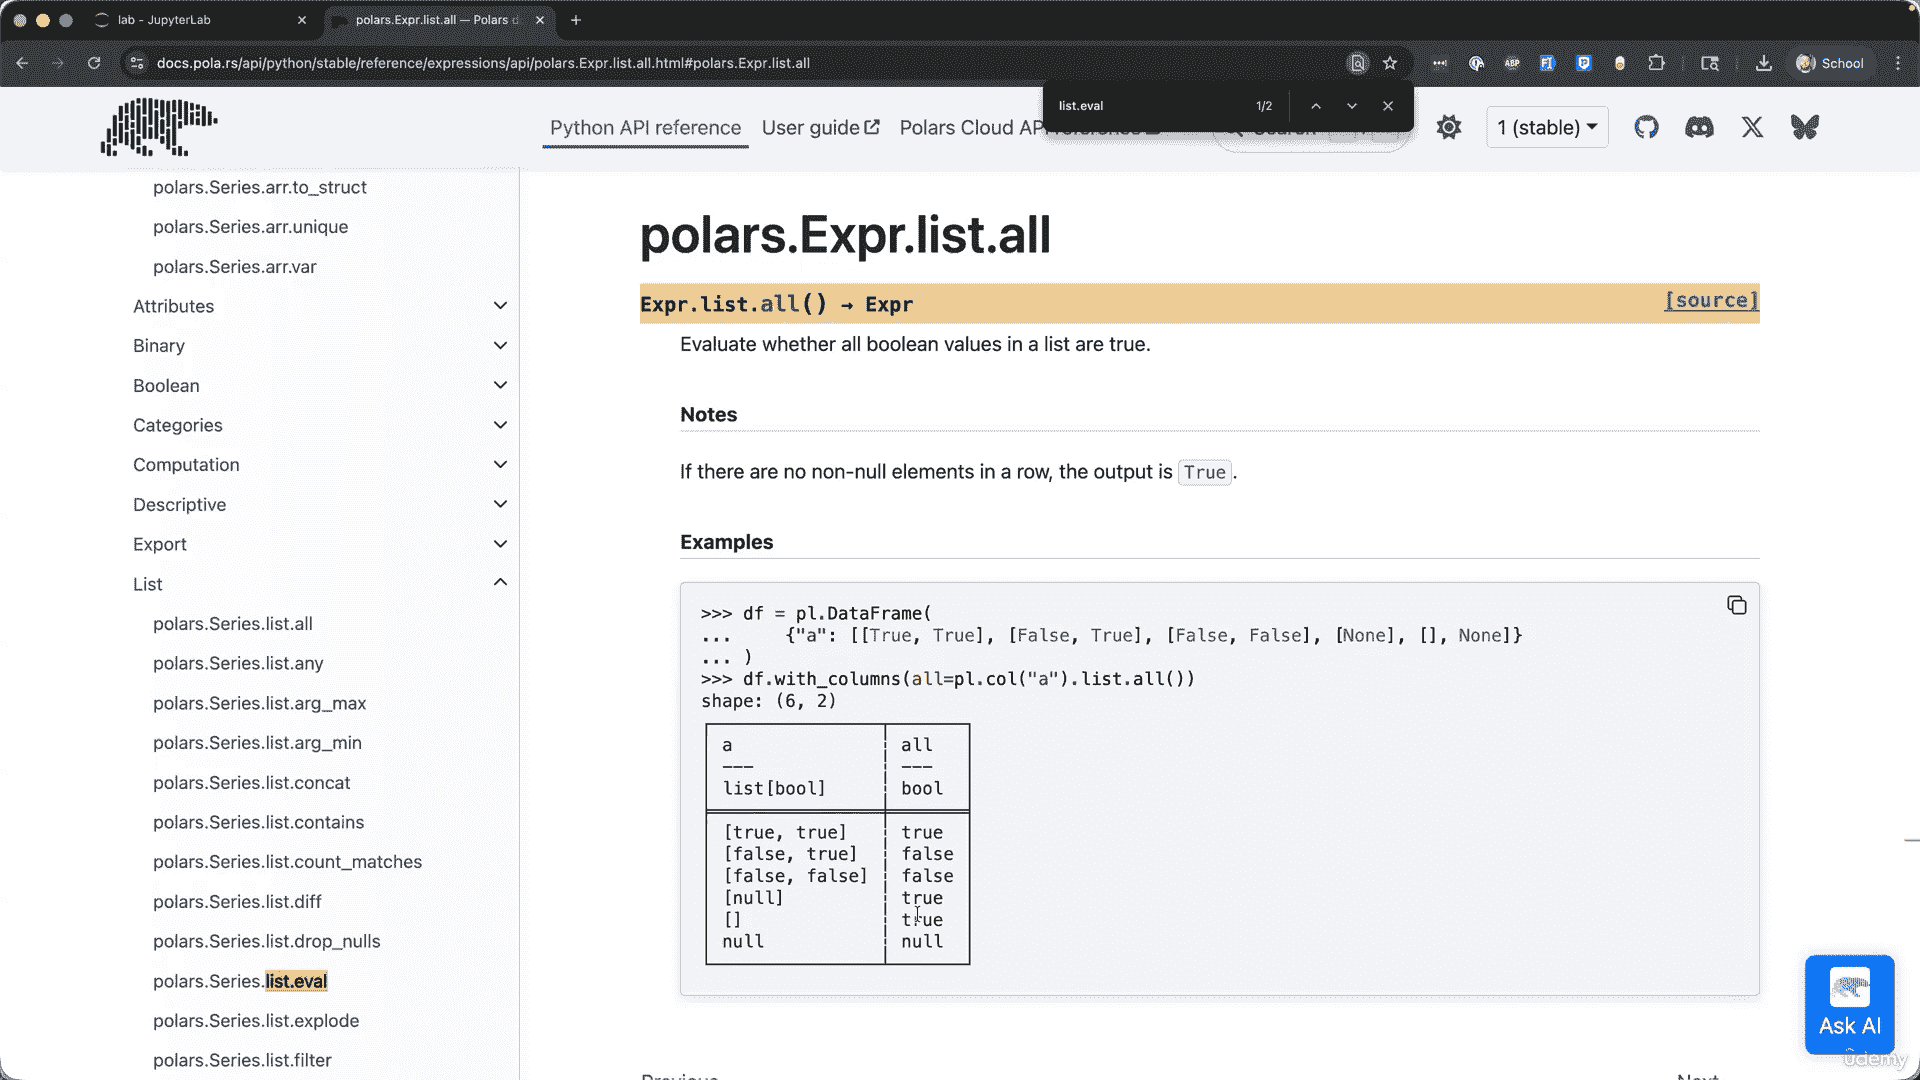 lab - JupyterLab
polars.Expr.list.all — Polars d
docs.pola.rs/api/python/stable/reference/expressions/api/polars.Expr.list.all.html#polars.Expr.list.all
ABP
School
list.eval
1/2
Python API reference
User guide
Polars Cloud AP
1 (stable)
polars.Series.arr.to_struct
polars.Series.arr.unique
polars.Series.arr.var
Attributes
Binary
Boolean
Categories
Computation
Descriptive
Export
List
polars.Series.list.all
polars.Series.list.any
polars.Series.list.arg_max
polars.Series.list.arg_min
polars.Series.list.concat
polars.Series.list.contains
polars.Series.list.count_matches
polars.Series.list.diff
polars.Series.list.drop_nulls
polars.Series.list.eval
polars.Series.list.explode
polars.Series.list.filter
polars.Expr.list.all
Expr.list.all() → Expr
[source]
Evaluate whether all boolean values in a list are true.
Notes
If there are no non-null elements in a row, the output is True.
Examples
>>> df = pl.DataFrame(
...     {"a": [[True, True], [False, True], [False, False], [None], [], None]}
... )
>>> df.with_columns(all=pl.col("a").list.all())
shape: (6, 2)
a all
--- ---
list[bool] bool
[true, true] true
[false, true] false
[false, false] false
[null] true
[] true
null null
Ask AI
udemy